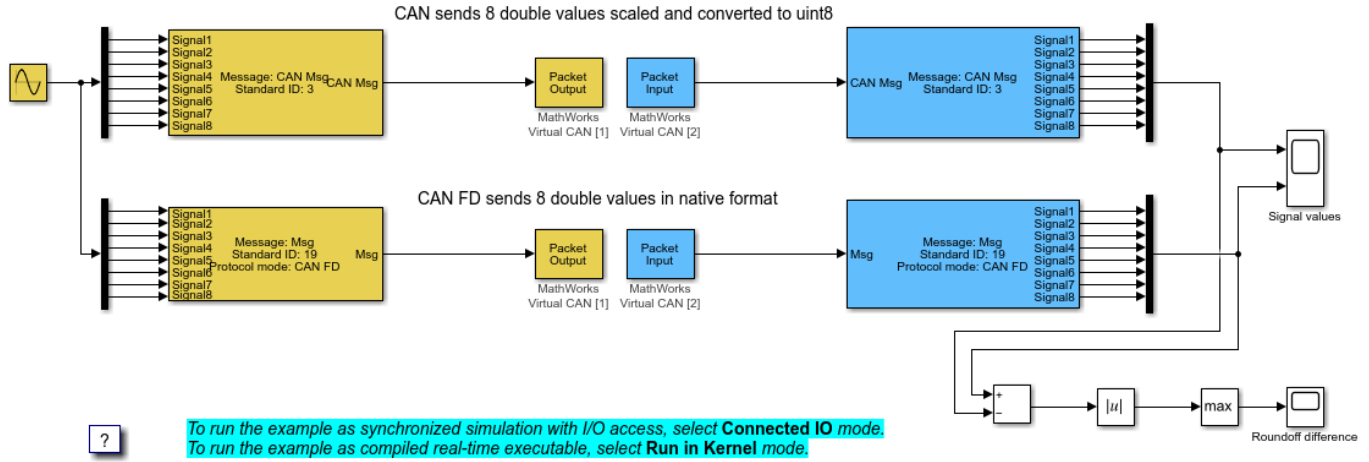 CAN sends 8 double values scaled and converted to uint8
Signal1
Signal2
Signal3
Signal4
Signal5
Signal6
Signal7
Signal8
Message: CAN Msg
Standard ID: 3
CAN Msg
Packet
Output
MathWorks
Virtual CAN [1]
Packet
Input
MathWorks
Virtual CAN [2]
CAN Msg
Message: CAN Msg
Standard ID: 3
Signal1
Signal2
Signal3
Signal4
Signal5
Signal6
Signal7
Signal8
Signal values
CAN FD sends 8 double values in native format
Signal1
Signal2
Signal3
Signal4
Signal5
Signal6
Signal7
Signal8
Message: Msg
Standard ID: 19
Protocol mode: CAN FD
Msg
Packet
Output
MathWorks
Virtual CAN [1]
Packet
Input
MathWorks
Virtual CAN [2]
Msg
Message: Msg
Standard ID: 19
Protocol mode: CAN FD
Signal1
Signal2
Signal3
Signal4
Signal5
Signal6
Signal7
Signal8
+
−
|u|
max
Roundoff difference
?
To run the example as synchronized simulation with I/O access, select Connected IO mode.
To run the example as compiled real-time executable, select Run in Kernel mode.